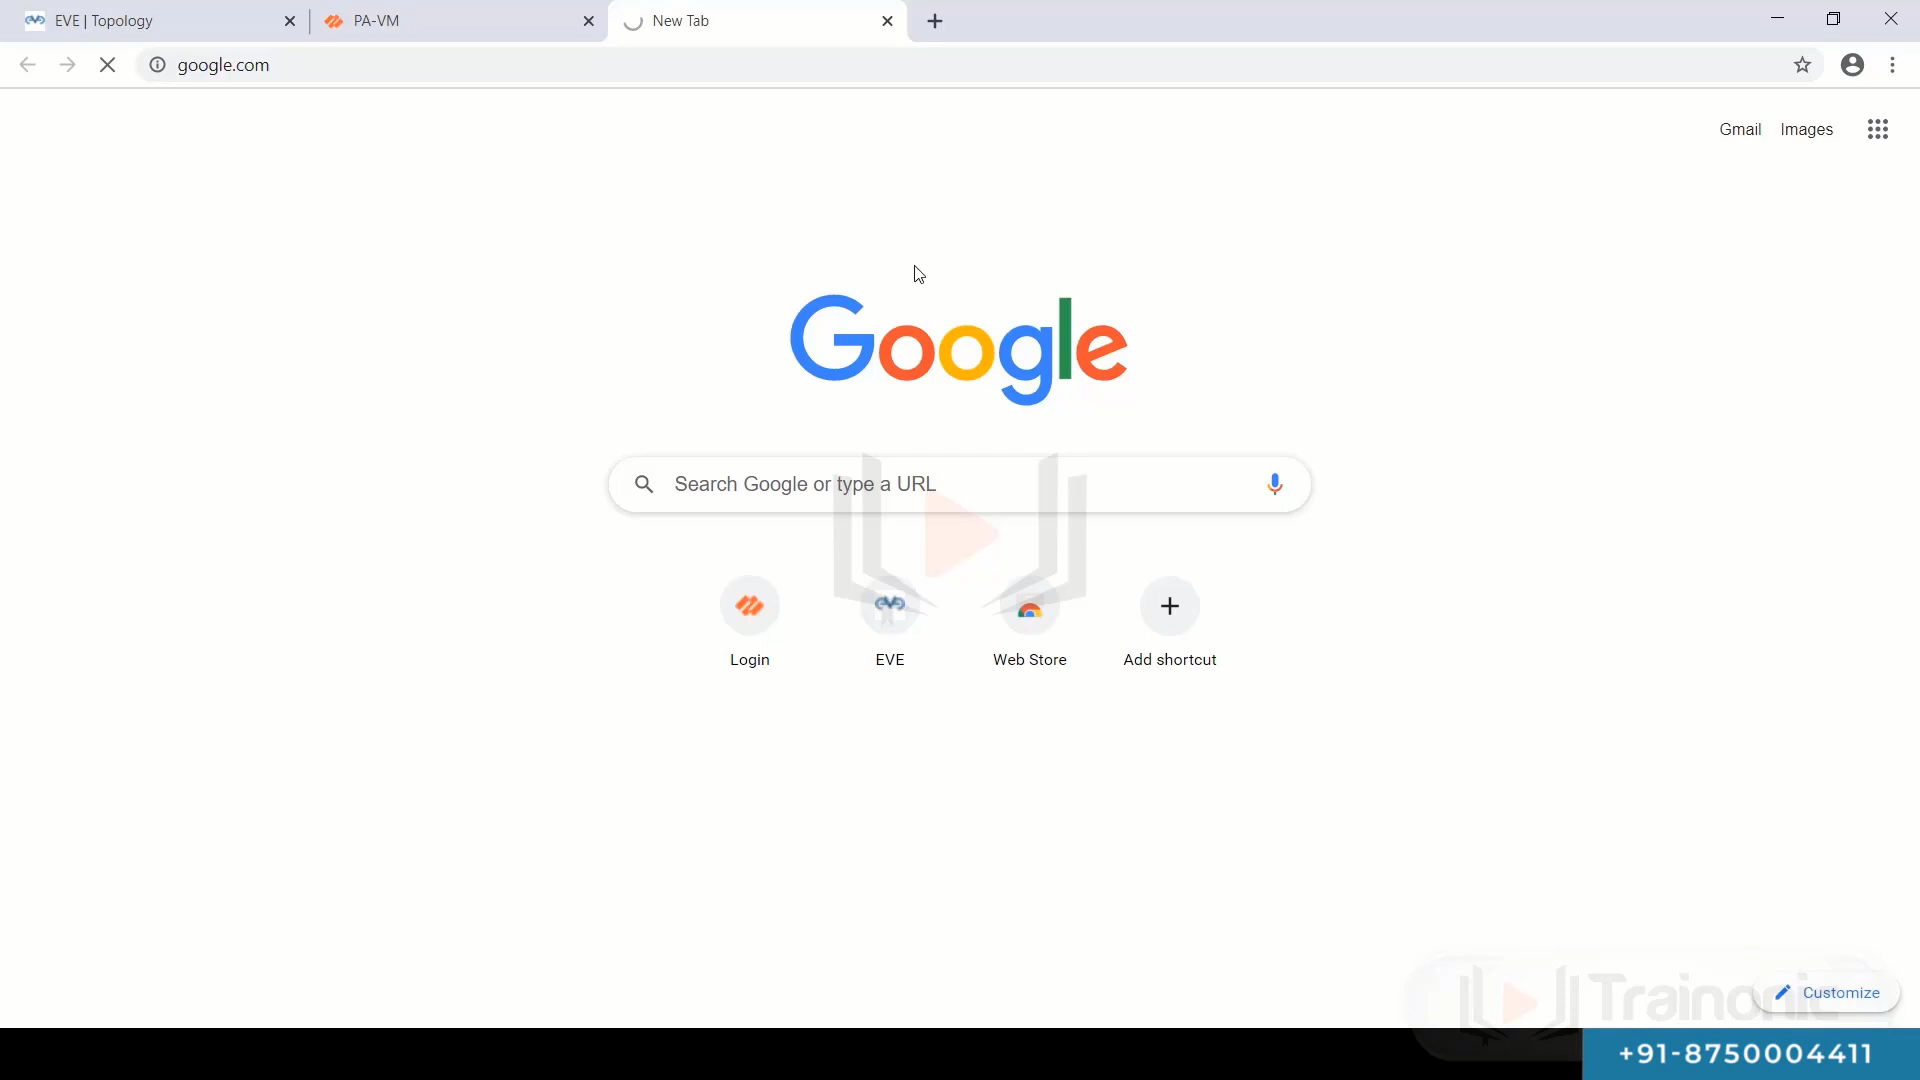 EVE | Topology
PA-VM
New Tab
google.com
Gmail
Images
Google
Search Google or type a URL
Login
EVE
Web Store
Add shortcut
Customize
+91-8750004411